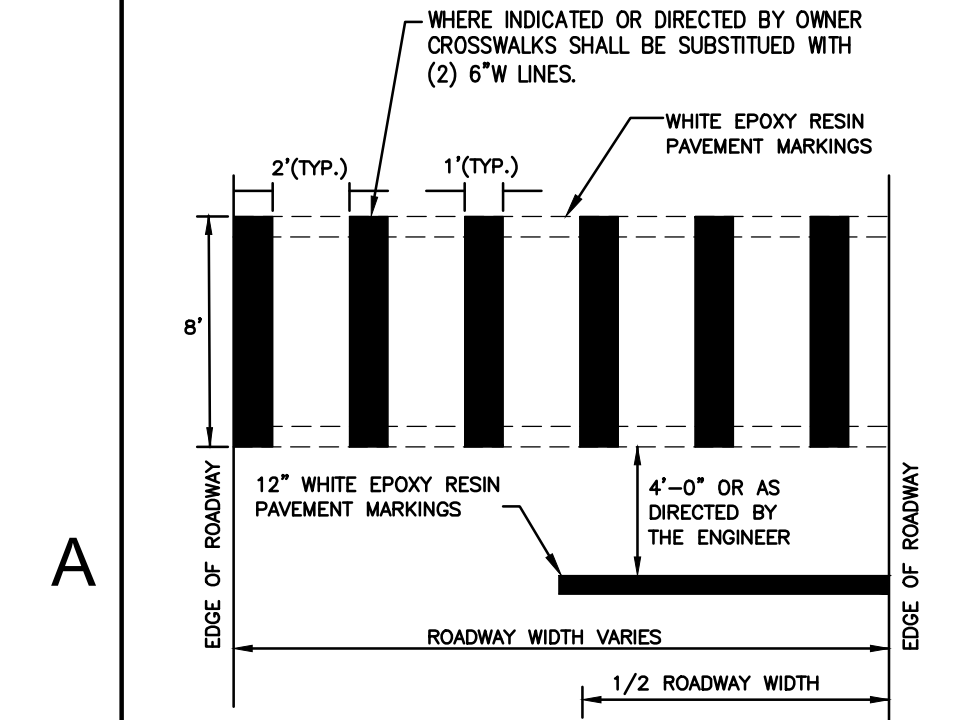 WHERE INDICATED OR DIRECTED BY OWNER
CROSSWALKS SHALL BE SUBSTITUED WITH
(2) 6"W LINES.
WHITE EPOXY RESIN
PAVEMENT MARKINGS
2'(TYP.)
1'(TYP.)
8'
12" WHITE EPOXY RESIN
PAVEMENT MARKINGS
4'-0" OR AS
DIRECTED BY
THE ENGINEER
EDGE OF ROADWAY
EDGE OF ROADWAY
A
ROADWAY WIDTH VARIES
1/2 ROADWAY WIDTH